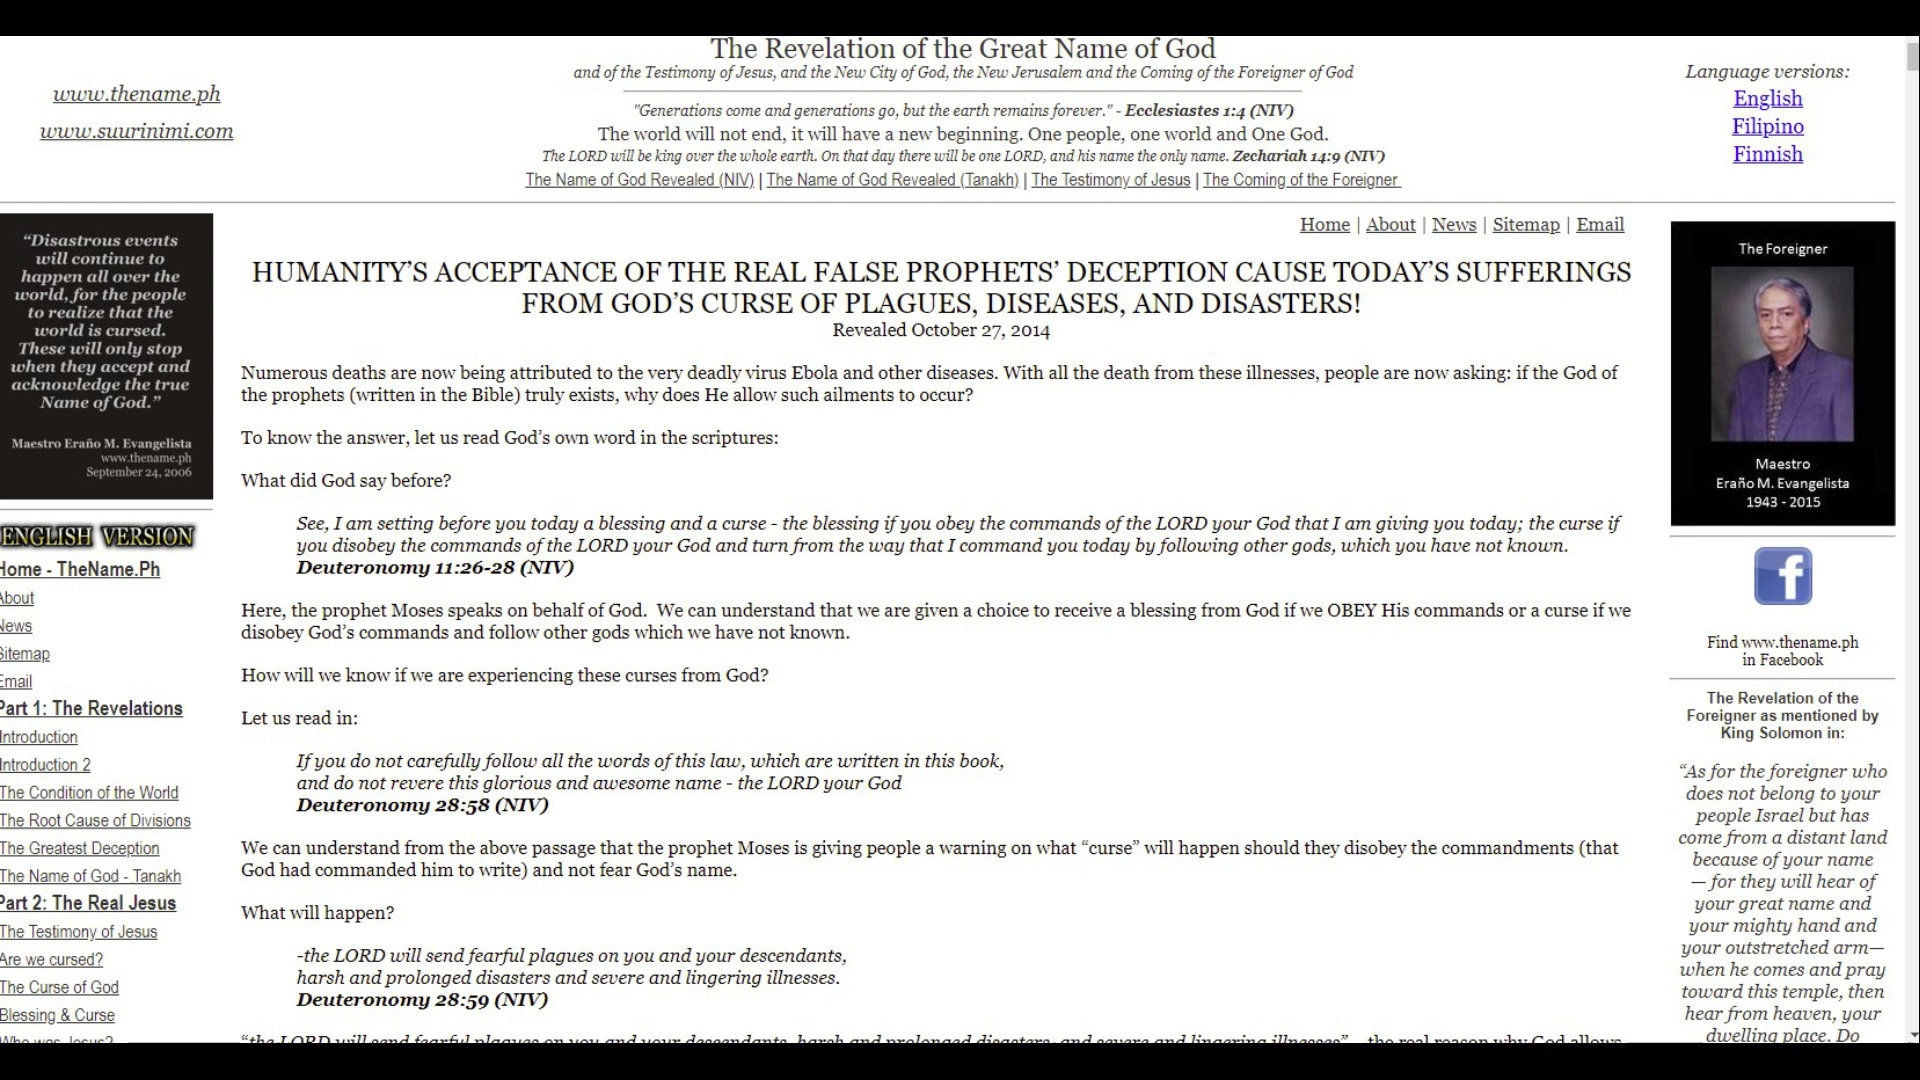 The Revelation of the Great Name of God
and of the Testimony of Jesus, and the New City of God, the New Jerusalem and the Coming of the Foreigner of God
"Generations come and generations go, but the earth remains forever." - Ecclesiastes 1:4 (NIV)
The world will not end, it will have a new beginning. One people, one world and One God.
The LORD will be king over the whole earth. On that day there will be one LORD, and his name the only name. Zechariah 14:9 (NIV)
The Name of God Revealed (NIV) | The Name of God Revealed (Tanakh) | The Testimony of Jesus | The Coming of the Foreigner
www.thename.ph
www.suurinimi.com
Language versions:
English
Filipino
Finnish
“Disastrous events
will continue to
happen all over the
world, for the people
to realize that the
world is cursed.
These will only stop
when they accept and
acknowledge the true
Name of God.”
Maestro Eraño M. Evangelista
www.thename.ph
September 24, 2006
ENGLISH VERSION
Home - TheName.Ph
About
News
Sitemap
Email
Part 1: The Revelations
Introduction
Introduction 2
The Condition of the World
The Root Cause of Divisions
The Greatest Deception
The Name of God - Tanakh
Part 2: The Real Jesus
The Testimony of Jesus
Are we cursed?
The Curse of God
Blessing & Curse
Who was Jesus?
Home | About | News | Sitemap | Email
HUMANITY’S ACCEPTANCE OF THE REAL FALSE PROPHETS’ DECEPTION CAUSE TODAY’S SUFFERINGS
FROM GOD’S CURSE OF PLAGUES, DISEASES, AND DISASTERS!
Revealed October 27, 2014
Numerous deaths are now being attributed to the very deadly virus Ebola and other diseases. With all the death from these illnesses, people are now asking: if the God of
the prophets (written in the Bible) truly exists, why does He allow such ailments to occur?
To know the answer, let us read God’s own word in the scriptures:
What did God say before?
See, I am setting before you today a blessing and a curse - the blessing if you obey the commands of the LORD your God that I am giving you today; the curse if
you disobey the commands of the LORD your God and turn from the way that I command you today by following other gods, which you have not known.
Deuteronomy 11:26-28 (NIV)
Here, the prophet Moses speaks on behalf of God.  We can understand that we are given a choice to receive a blessing from God if we OBEY His commands or a curse if we
disobey God’s commands and follow other gods which we have not known.
How will we know if we are experiencing these curses from God?
Let us read in:
If you do not carefully follow all the words of this law, which are written in this book,
and do not revere this glorious and awesome name - the LORD your God
Deuteronomy 28:58 (NIV)
We can understand from the above passage that the prophet Moses is giving people a warning on what “curse” will happen should they disobey the commandments (that
God had commanded him to write) and not fear God’s name.
What will happen?
-the LORD will send fearful plagues on you and your descendants,
harsh and prolonged disasters and severe and lingering illnesses.
Deuteronomy 28:59 (NIV)
“the LORD will send fearful plagues on you and your descendants, harsh and prolonged disasters, and severe and lingering illnesses” – the real reason why God allows
The Foreigner
Maestro
Eraño M. Evangelista
1943 - 2015
f
Find www.thename.ph
in Facebook
The Revelation of the
Foreigner as mentioned by
King Solomon in:
“As for the foreigner who
does not belong to your
people Israel but has
come from a distant land
because of your name
— for they will hear of
your great name and
your mighty hand and
your outstretched arm—
when he comes and pray
toward this temple, then
hear from heaven, your
dwelling place. Do